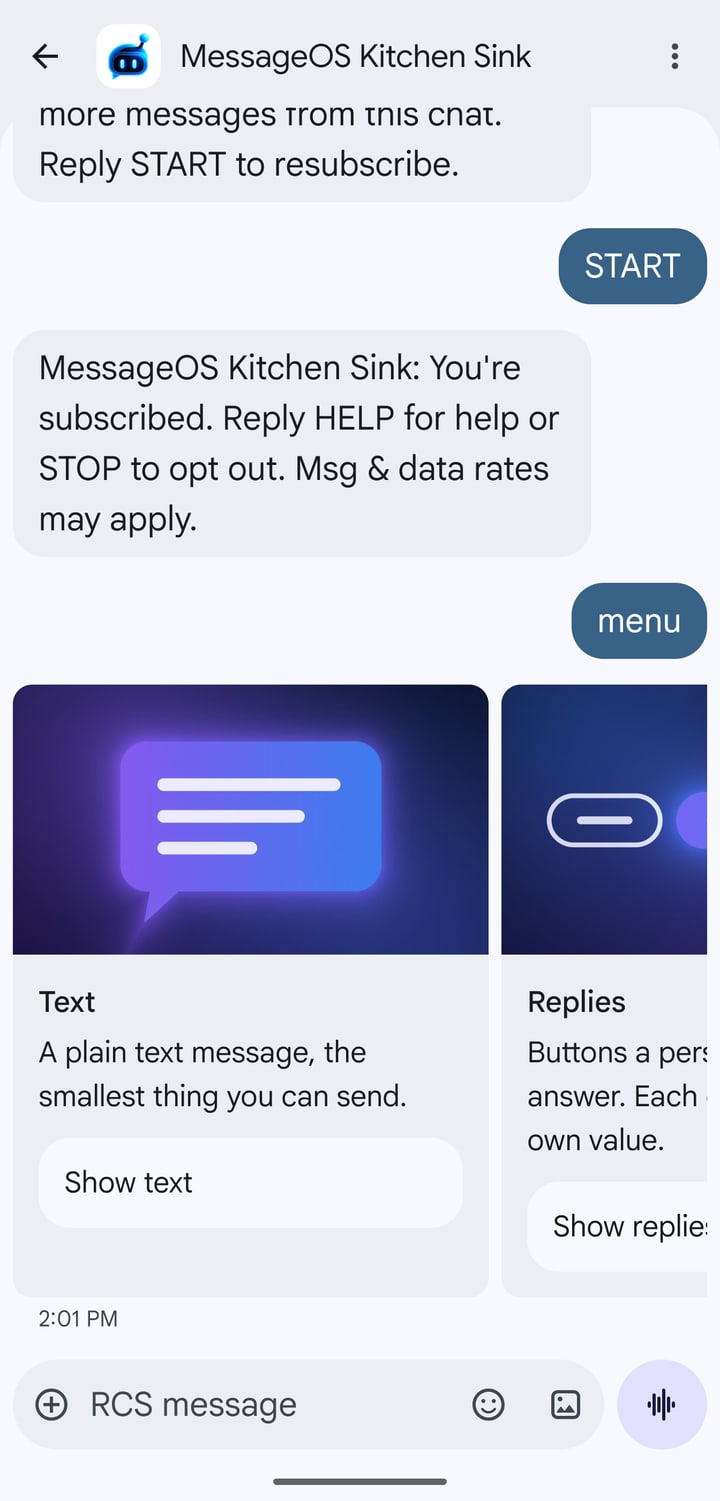 MessageOS Kitchen Sink
more messages from this chat.
Reply START to resubscribe.
START
MessageOS Kitchen Sink: You're
subscribed. Reply HELP for help or
STOP to opt out. Msg & data rates
may apply.
menu
Text
A plain text message, the
smallest thing you can send.
Show text
Replies
Buttons a
answer. Each
own value.
Show
2:01 PM
RCS message